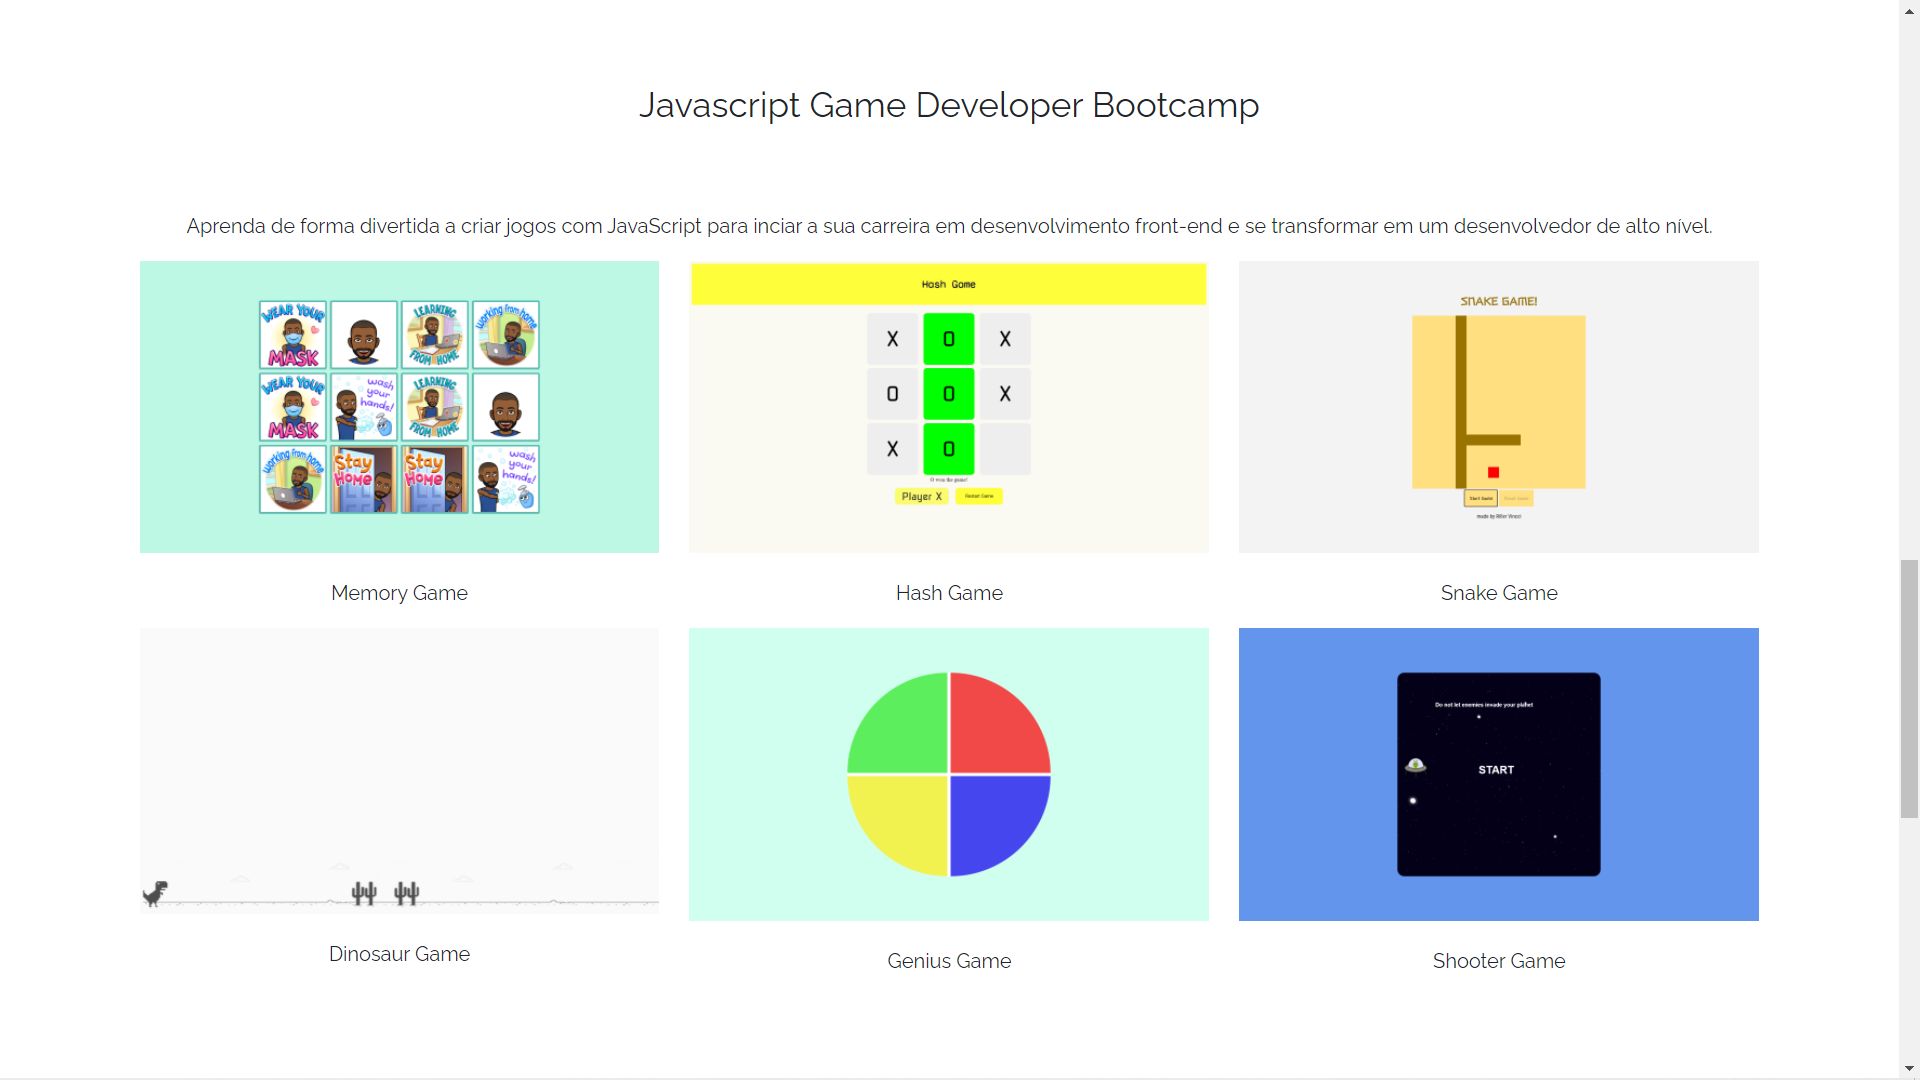 Javascript Game Developer Bootcamp
Aprenda de forma divertida a criar jogos com JavaScript para inciar a sua carreira em desenvolvimento front-end e se transformar em um desenvolvedor de alto nível.
WEAR YOUR MASK
LEARNING FROM HOME
working from home
WEAR YOUR MASK
wash your hands!
LEARNING FROM HOME
working from home
Stay Home
Stay Home
wash your hands!
Hash Game
X O X
O O X
X O
O won the game!
Player X
Restart Game
SNAKE GAME!
Start Game
made by
Memory Game
Hash Game
Snake Game
Do not let enemies invade your planet
START
Dinosaur Game
Genius Game
Shooter Game